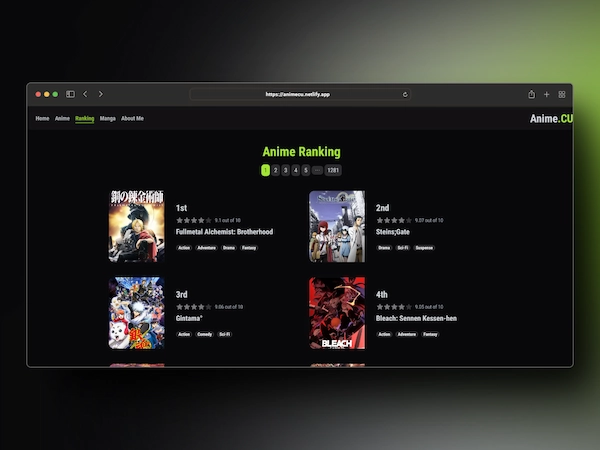 https://animecu.netlify.app
Home Anime Ranking Manga About Me
Anime.CU
Anime Ranking
1 2 3 4 5 ... 1281
鋼の錬金術師
1st
9.1 out of 10
Fullmetal Alchemist: Brotherhood
Action Adventure Drama Fantasy
2nd
9.07 out of 10
Steins;Gate
Drama Sci-Fi Suspense
3rd
9.06 out of 10
Gintama°
Action Comedy Sci-Fi
BLEACH
4th
9.05 out of 10
Bleach: Sennen Kessen-hen
Action Adventure Fantasy